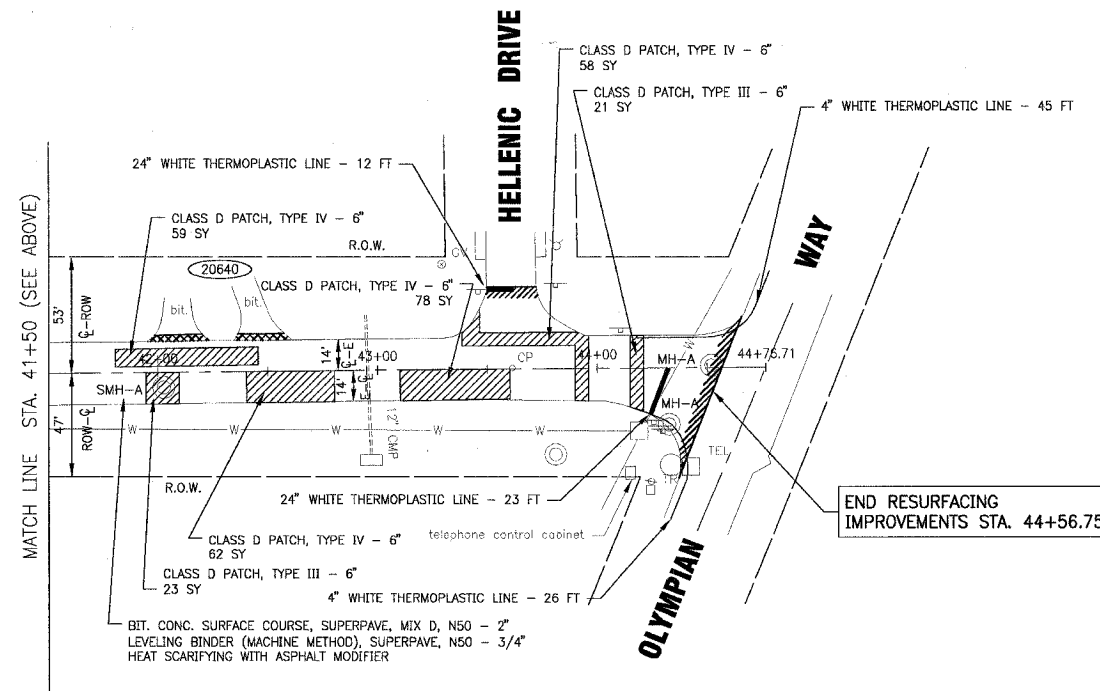 HELLENIC DRIVE
CLASS D PATCH, TYPE IV - 6"
58 SY
CLASS D PATCH, TYPE III - 6"
21 SY
4" WHITE THERMOPLASTIC LINE - 45 FT
24" WHITE THERMOPLASTIC LINE - 12 FT
CLASS D PATCH, TYPE IV - 6"
59 SY
R.O.W.
GV
WAY
MATCH LINE STA. 41+50 (SEE ABOVE)
53'
℄-ROW
20640
CLASS D PATCH, TYPE IV - 6"
78 SY
bit.
bit.
W
42+00
14'
℄-E
43+00
CP
44+00
MH-A
44+76.71
47'
ROW-℄
SMH-A
14'
E-℄
MH-A
W
W
W
W
W
12" CMP
TEL
R.O.W.
24" WHITE THERMOPLASTIC LINE - 23 FT
END RESURFACING
IMPROVEMENTS STA. 44+56.75
telephone control cabinet
CLASS D PATCH, TYPE IV - 6"
62 SY
CLASS D PATCH, TYPE III - 6"
23 SY
4" WHITE THERMOPLASTIC LINE - 26 FT
OLYMPIAN
BIT. CONC. SURFACE COURSE, SUPERPAVE, MIX D, N50 - 2"
LEVELING BINDER (MACHINE METHOD), SUPERPAVE, N50 - 3/4"
HEAT SCARIFYING WITH ASPHALT MODIFIER